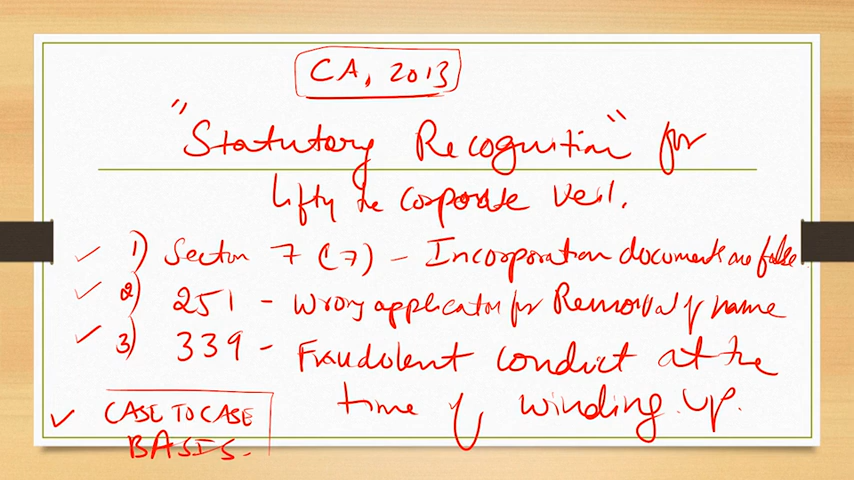 CA, 2013
"Statutory Recognition" for
lifting the corporate veil.
1) Section 7 (7) - Incorporation documents are false
2) 251 - Wrong application for Removal of name
3) 339 - Fraudolent conduct at the
time of winding up.
CASE TO CASE
BASIS.